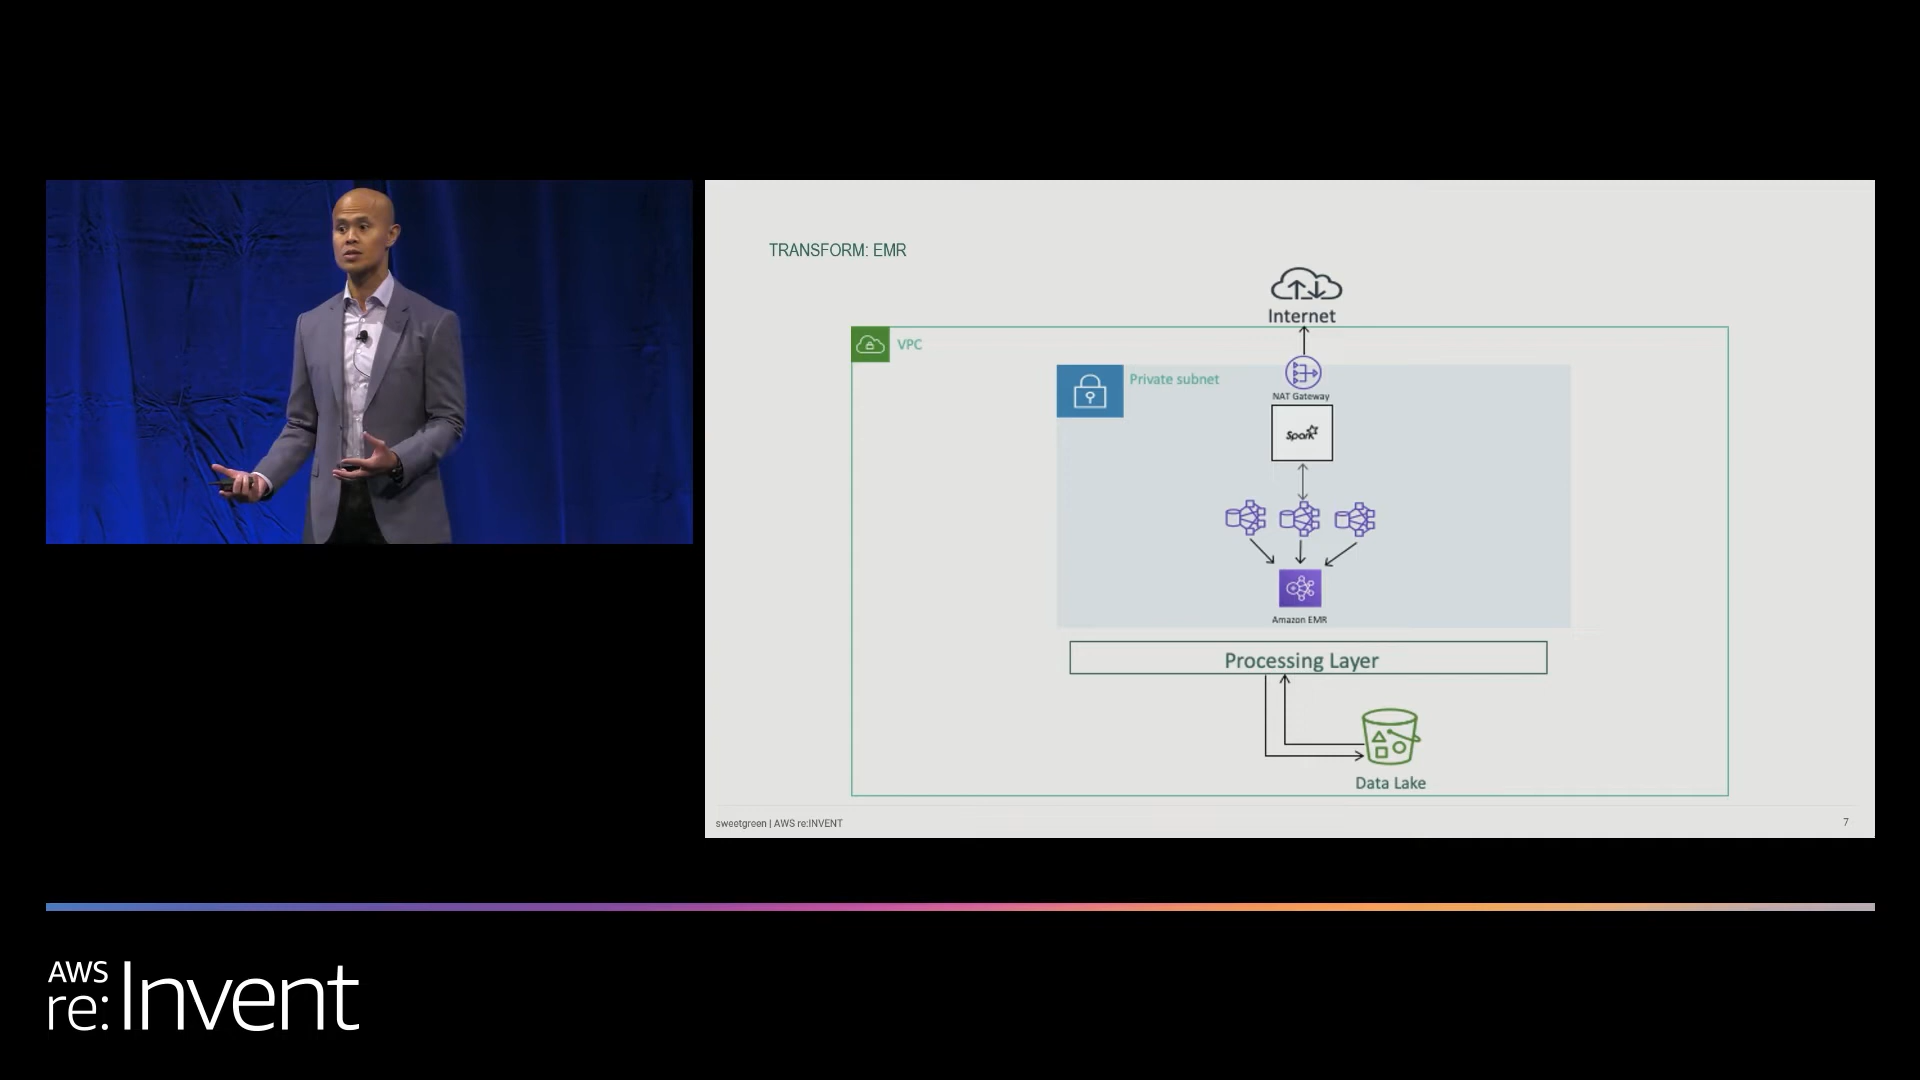 TRANSFORM: EMR
Internet
VPC
Private subnet
NAT Gateway
Spark
Amazon EMR
Processing Layer
Data Lake
sweetgreen | AWS re:INVENT
7
AWS
re:Invent